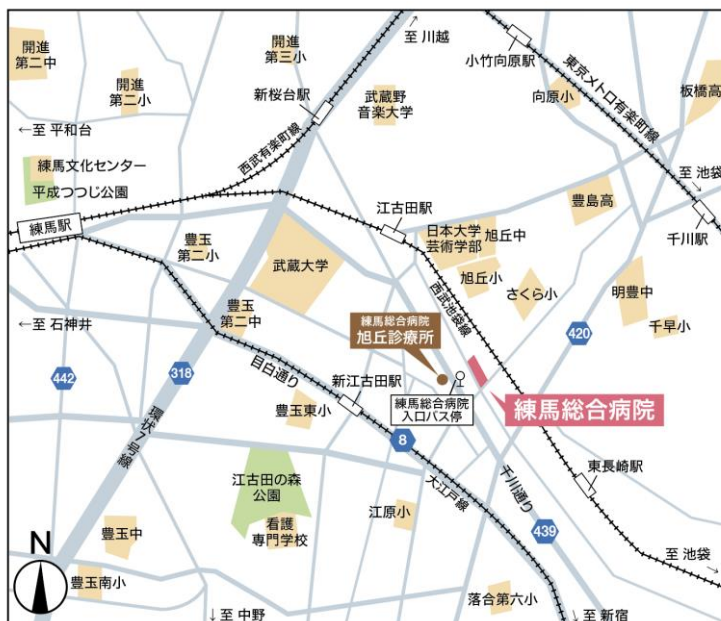 開進
第二中
開進
第二小
開進
第三小
至 川越
小竹向原駅
東京メトロ有楽町線
向原小
板橋高
新桜台駅
武蔵野
音楽大学
←至 平和台
西武有楽町線
練馬文化センター
平成つつじ公園
至 池袋
練馬駅
江古田駅
豊島高
千川駅
豊玉
第二小
武蔵大学
日本大学
芸術学部
旭丘中
旭丘小
さくら小
明豊中
千早小
西武池袋線
←至 石神井
豊玉
第二中
練馬総合病院
旭丘診療所
420
442
318
目白通り
新江古田駅
練馬総合病院
入口バス停
練馬総合病院
環状7号線
豊玉東小
8
江古田の森
公園
大江戸線
千川通り
東長崎駅
看護
専門学校
江原小
439
豊玉中
至 池袋
N
豊玉南小
↓至 中野
落合第六小
↓至 新宿